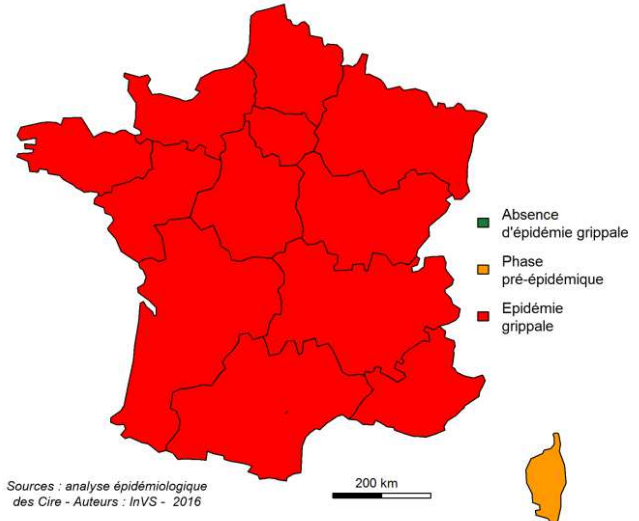 Absence
d'épidémie grippale
Phase
pré-épidémique
Epidémie
grippale
Sources : analyse épidémiologique
des Cire - Auteurs : InVS - 2016
200 km